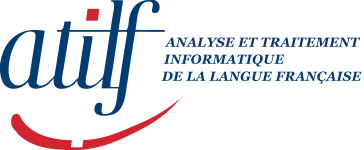 atilf
ANALYSE ET TRAITEMENT
INFORMATIQUE
DE LA LANGUE FRANÇAISE